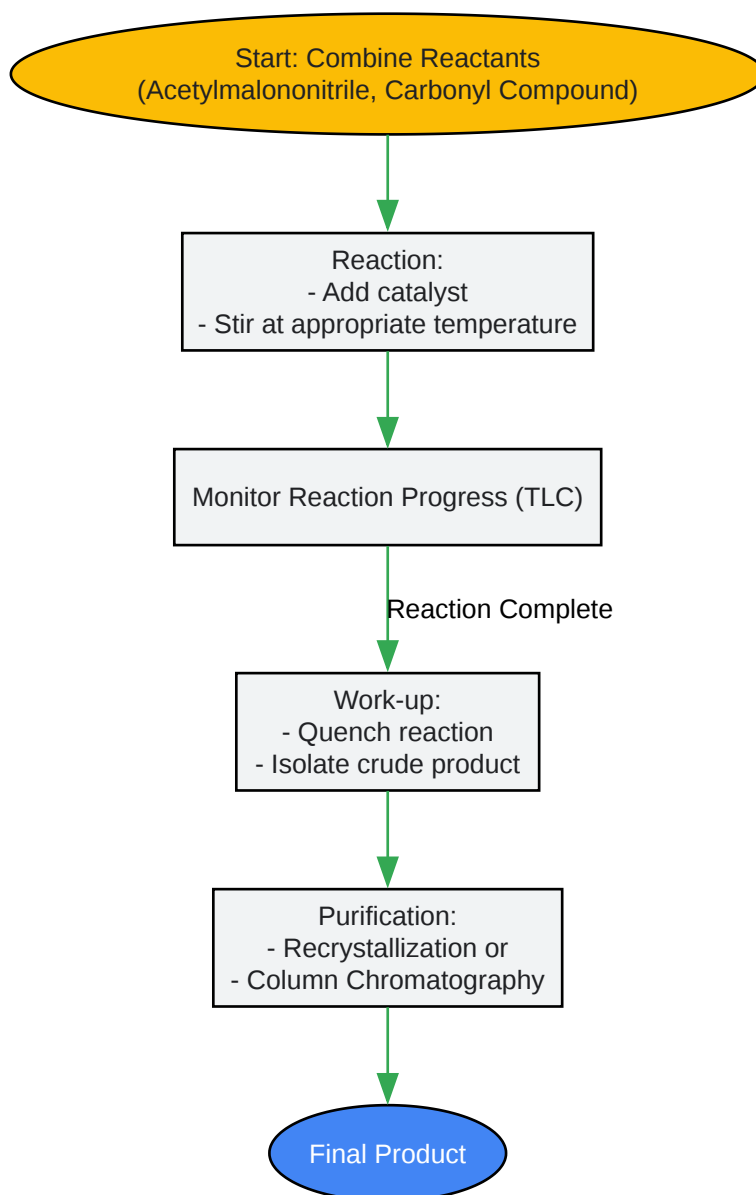 Start: Combine Reactants
(Acetylmalononitrile, Carbonyl Compound)
Reaction:
- Add catalyst
- Stir at appropriate temperature
Monitor Reaction Progress (TLC)
Reaction Complete
Work-up:
- Quench reaction
- Isolate crude product
Purification:
- Recrystallization or
- Column Chromatography
Final Product